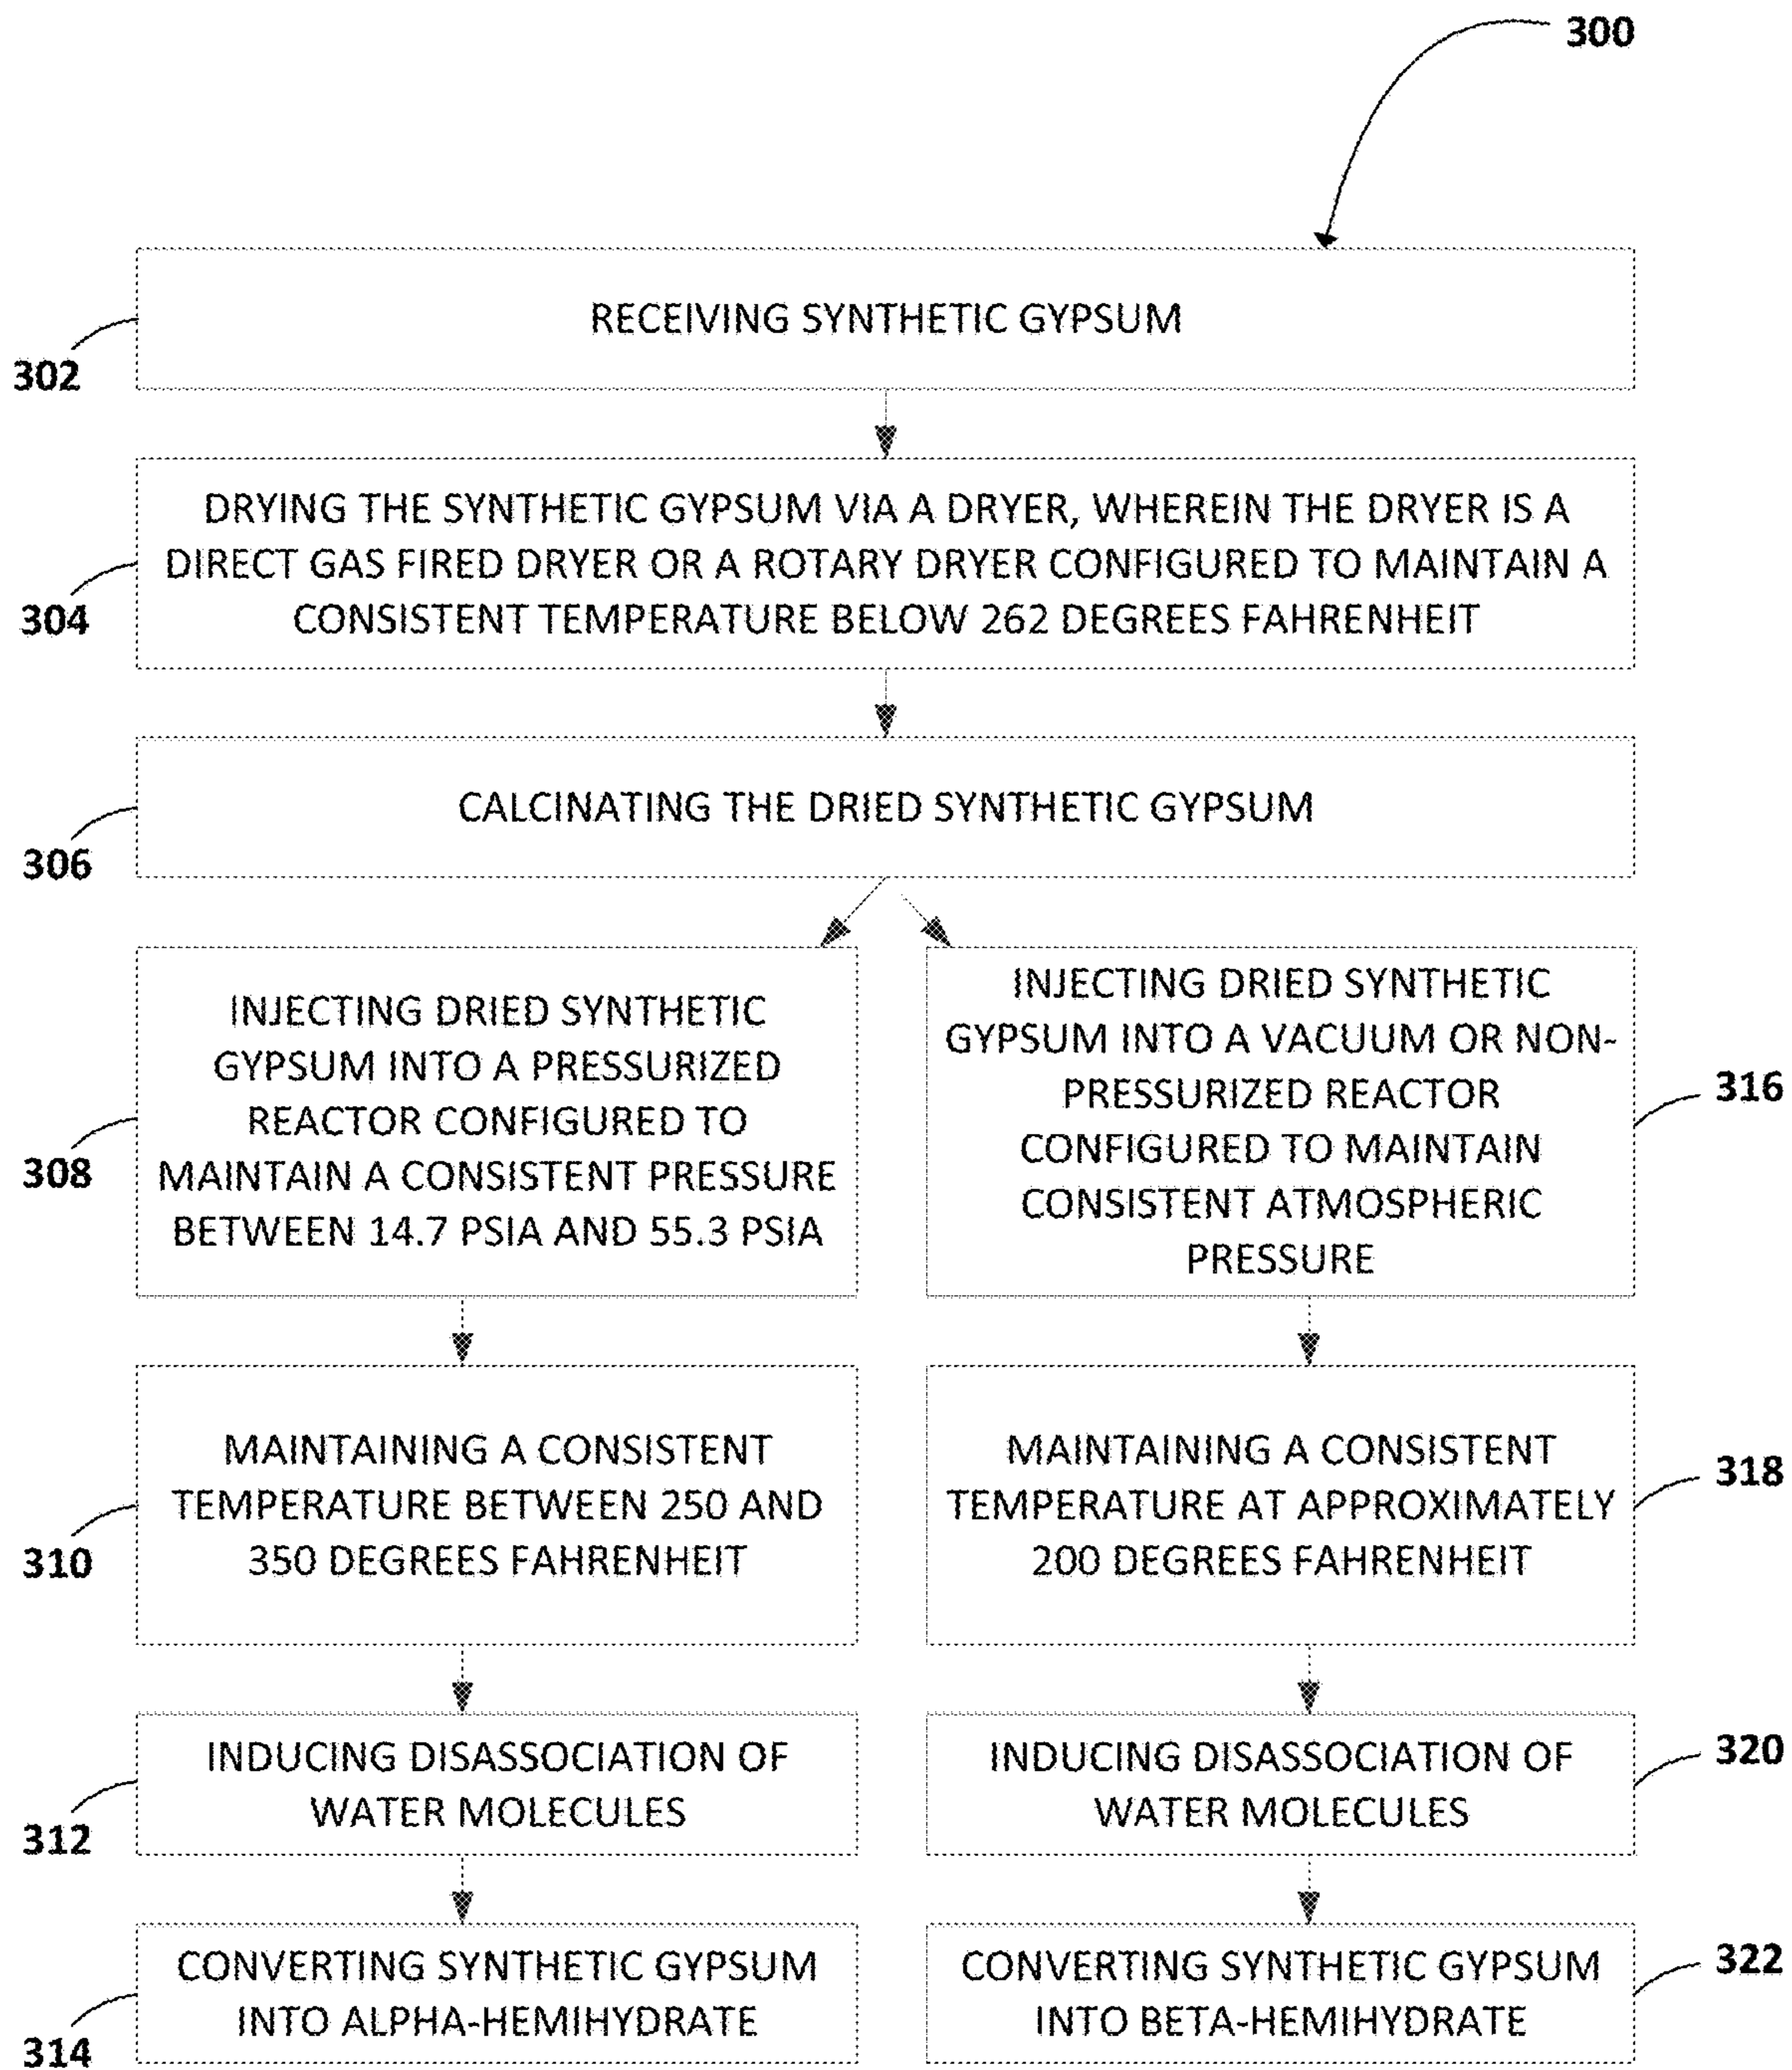 300
RECEIVING SYNTHETIC GYPSUM
302
DRYING THE SYNTHETIC GYPSUM VIA A DRYER, WHEREIN THE DRYER IS A
DIRECT GAS FIRED DRYER OR A ROTARY DRYER CONFIGURED TO MAINTAIN A
CONSISTENT TEMPERATURE BELOW 262 DEGREES FAHRENHEIT
304
CALCINATING THE DRIED SYNTHETIC GYPSUM
306
INJECTING DRIED SYNTHETIC
GYPSUM INTO A PRESSURIZED
REACTOR CONFIGURED TO
MAINTAIN A CONSISTENT PRESSURE
BETWEEN 14.7 PSIA AND 55.3 PSIA
308
MAINTAINING A CONSISTENT
TEMPERATURE BETWEEN 250 AND
350 DEGREES FAHRENHEIT
310
INDUCING DISASSOCIATION OF
WATER MOLECULES
312
CONVERTING SYNTHETIC GYPSUM
INTO ALPHA-HEMIHYDRATE
314
INJECTING DRIED SYNTHETIC
GYPSUM INTO A VACUUM OR NON-
PRESSURIZED REACTOR
CONFIGURED TO MAINTAIN
CONSISTENT ATMOSPHERIC
PRESSURE
316
MAINTAINING A CONSISTENT
TEMPERATURE AT APPROXIMATELY
200 DEGREES FAHRENHEIT
318
INDUCING DISASSOCIATION OF
WATER MOLECULES
320
CONVERTING SYNTHETIC GYPSUM
INTO BETA-HEMIHYDRATE
322